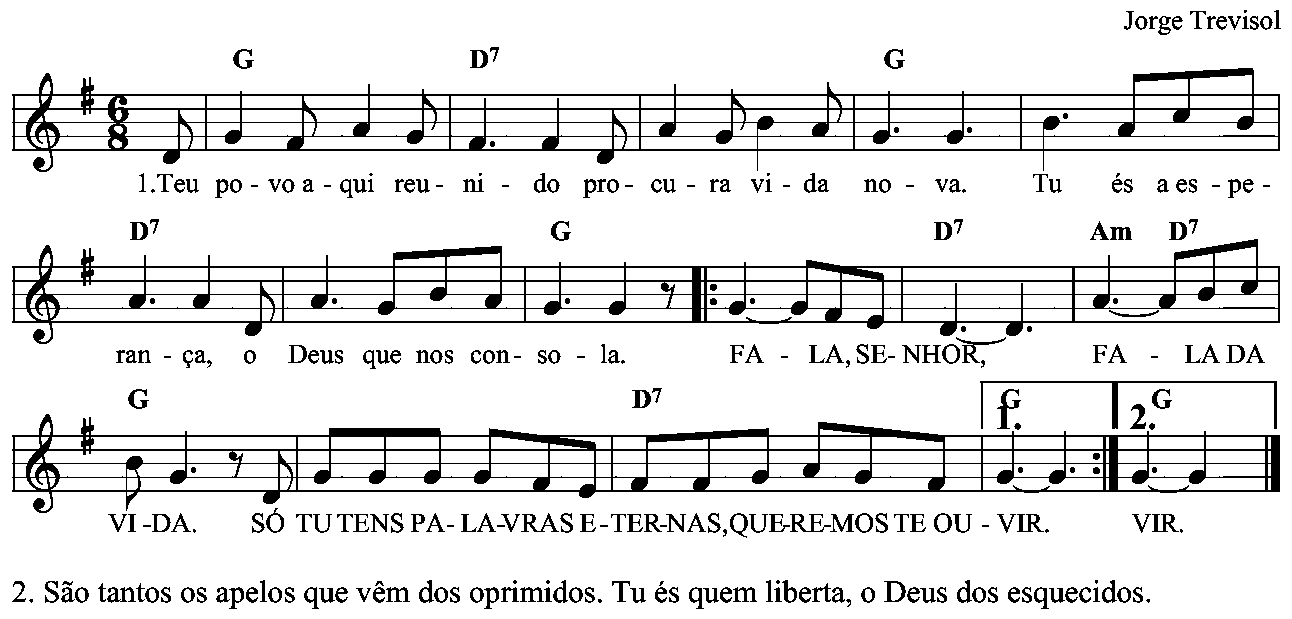 Jorge Trevisol
G D7 G
6
8
1.Teu po - vo a - qui reu - ni - do pro - cu - ra vi - da no - va. Tu és a es - pe -
D7 G D7 Am D7
ran - ça, o Deus que nos con - so - la. FA - LA, SE- NHOR, FA - LA DA
G D7 G G
1. 2.
VI -DA. SÓ TU TENS PA- LA-VRAS E-TER-NAS,QUE-RE-MOS TE OU - VIR. VIR.
2. São tantos os apelos que vêm dos oprimidos. Tu és quem liberta, o Deus dos esquecidos.